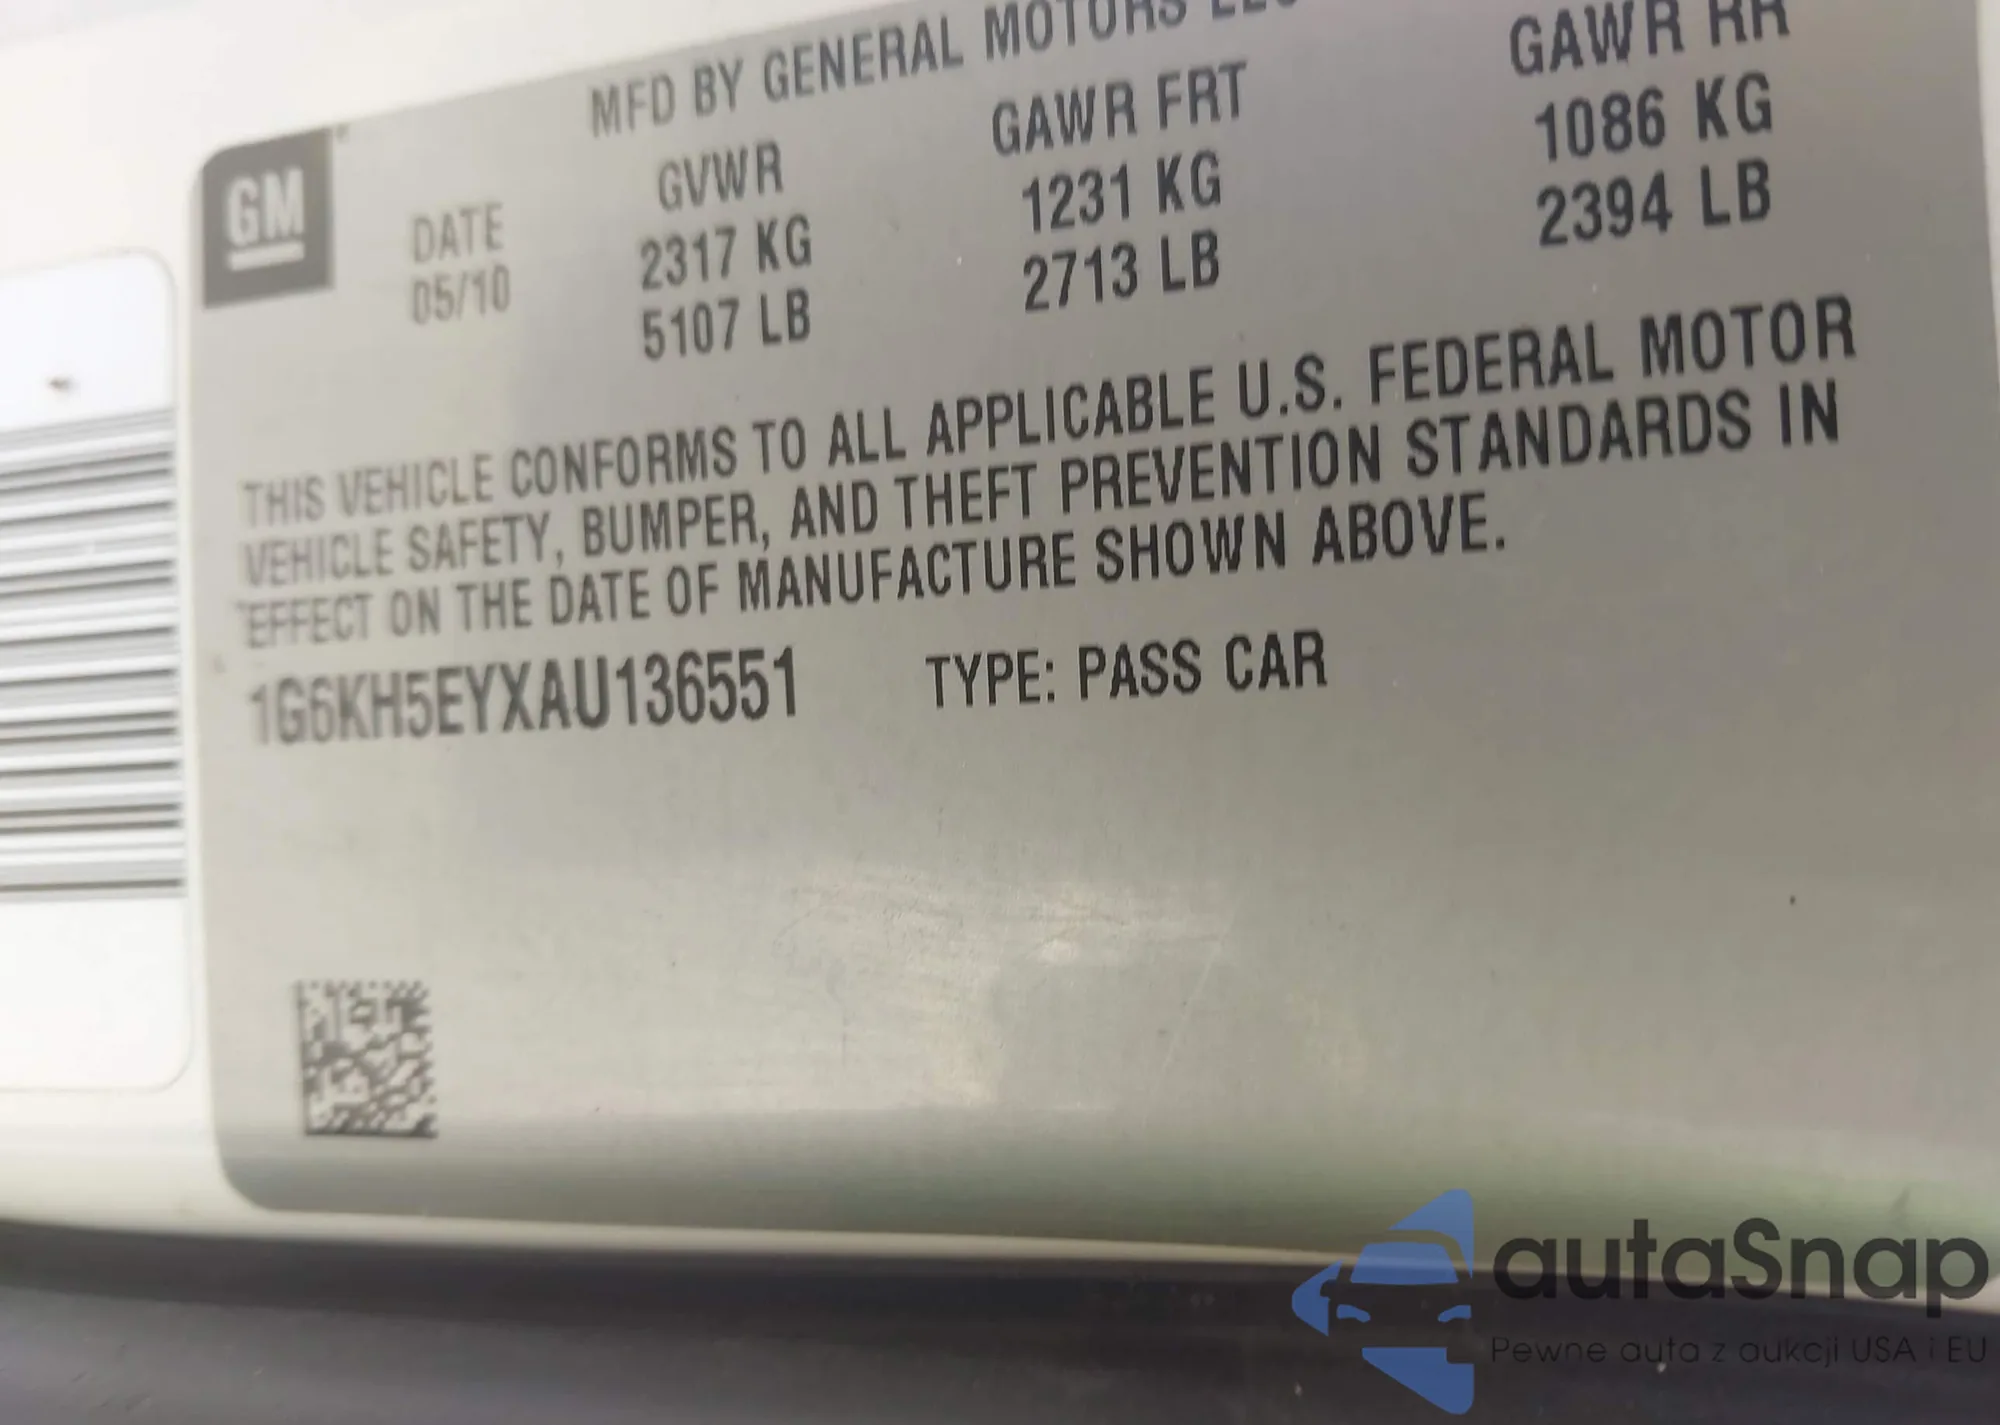 MFD BY GENERAL MOTORS LLC
GM
DATE
05/10
GVWR
2317 KG
5107 LB
GAWR FRT
1231 KG
2713 LB
GAWR RR
1086 KG
2394 LB
THIS VEHICLE CONFORMS TO ALL APPLICABLE U.S. FEDERAL MOTOR
VEHICLE SAFETY, BUMPER, AND THEFT PREVENTION STANDARDS IN
EFFECT ON THE DATE OF MANUFACTURE SHOWN ABOVE.
1G6KH5EYXAU136551 TYPE: PASS CAR
autaSnap
Pewne auta z aukcji USA i EU